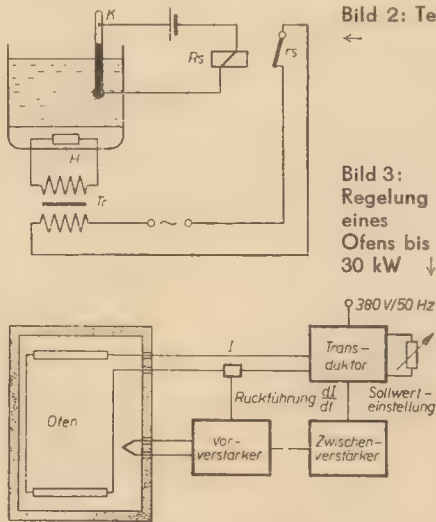 Bild 2: Te
←
K
Rs
rs
H
Tr
~
Bild 3:
Regelung
eines
Ofens bis
30 kW ↓
380 V/50 Hz
I
Trans-
duktor
Ofen
Rückführung dI/dt
Sollwert-
einstellung
Vor-
verstärker
Zwischen-
verstärker